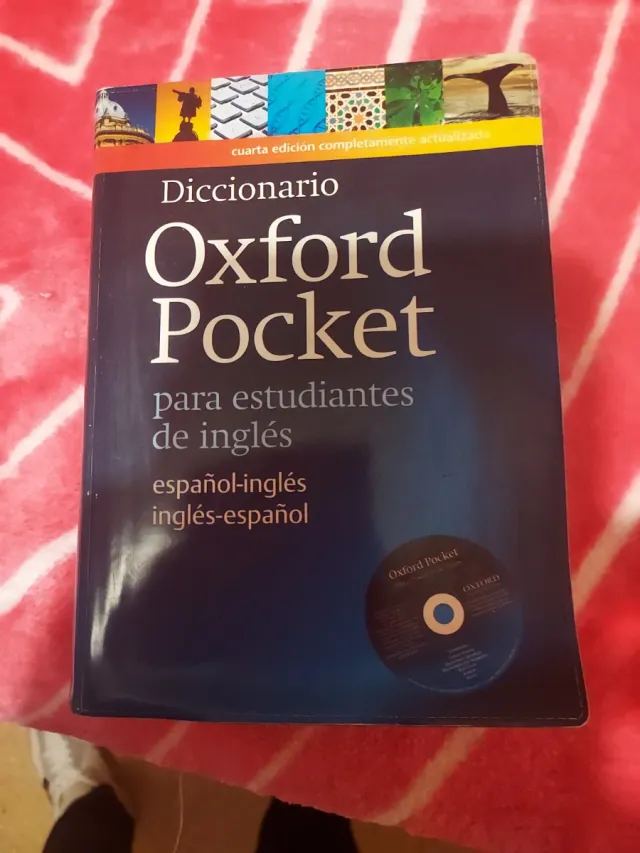 cuarta edición completamente actualizada
Diccionario
Oxford
Pocket
para estudiantes
de inglés
español-inglés
inglés-español
Oxford Pocket
OXFORD